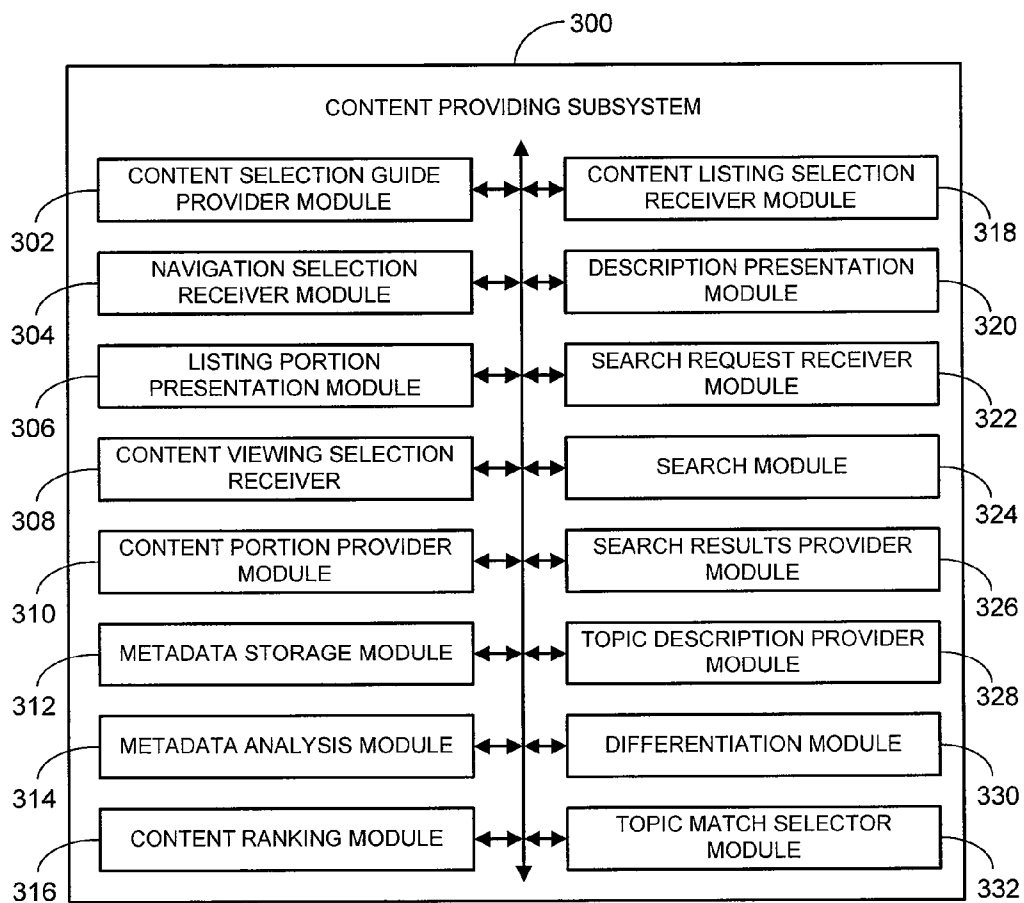 300
CONTENT PROVIDING SUBSYSTEM
CONTENT SELECTION GUIDE
PROVIDER MODULE
302
NAVIGATION SELECTION
RECEIVER MODULE
304
LISTING PORTION
PRESENTATION MODULE
306
CONTENT VIEWING SELECTION
RECEIVER
308
CONTENT PORTION PROVIDER
MODULE
310
METADATA STORAGE MODULE
312
METADATA ANALYSIS MODULE
314
CONTENT RANKING MODULE
316
CONTENT LISTING SELECTION
RECEIVER MODULE
318
DESCRIPTION PRESENTATION
MODULE
320
SEARCH REQUEST RECEIVER
MODULE
322
SEARCH MODULE
324
SEARCH RESULTS PROVIDER
MODULE
326
TOPIC DESCRIPTION PROVIDER
MODULE
328
DIFFERENTIATION MODULE
330
TOPIC MATCH SELECTOR
MODULE
332